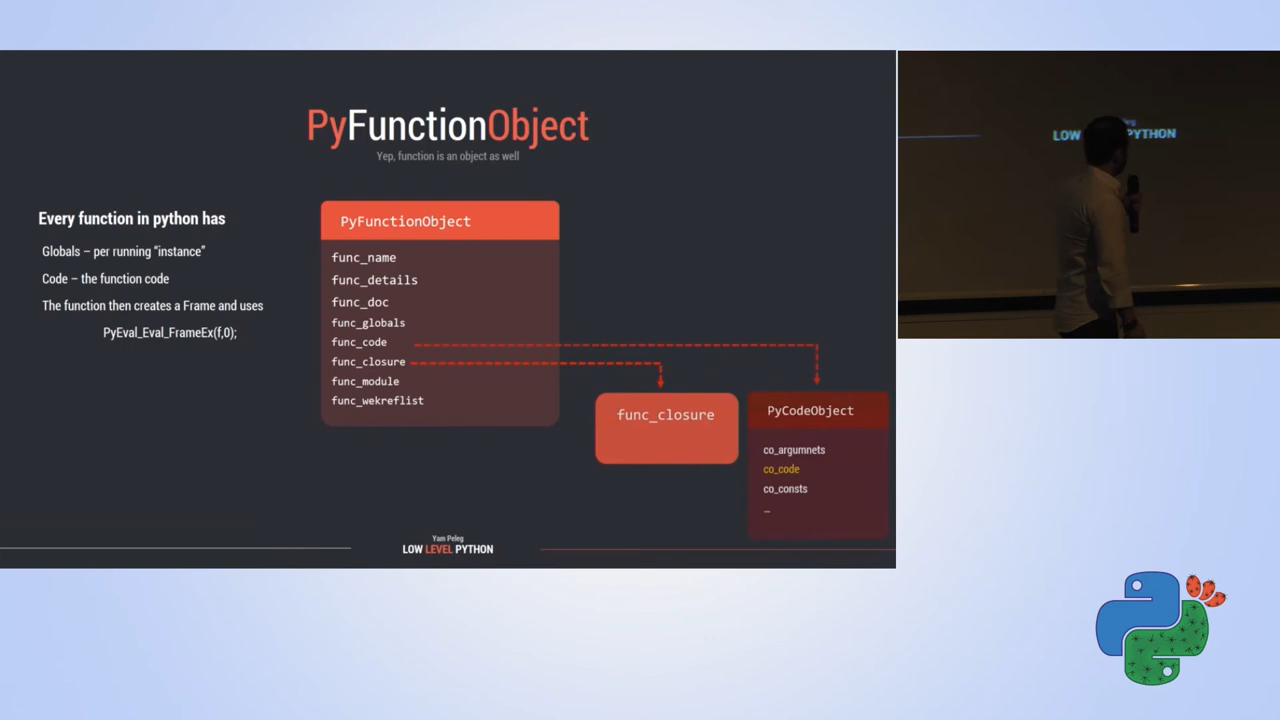 PyFunctionObject
Yep, function is an object as well
Every function in python has
Globals – per running “instance”
Code – the function code
The function then creates a Frame and uses
PyEval_Eval_FrameEx(f,0);
PyFunctionObject
func_name
func_details
func_doc
func_globals
func_code
func_closure
func_module
func_wekreflist
func_closure
PyCodeObject
co_argumnets
co_code
co_consts
...
Yam Peleg
LOW LEVEL PYTHON
LOW PYTHON